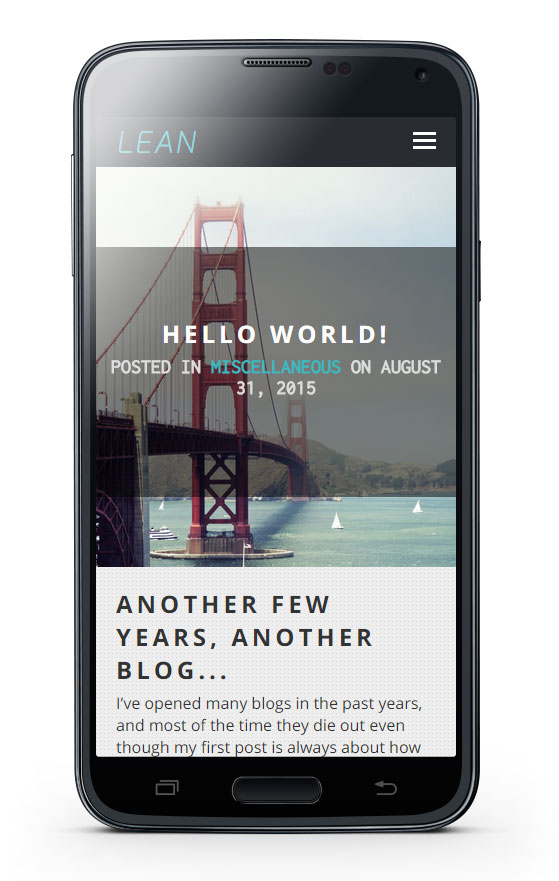 LEAN
HELLO WORLD!
POSTED IN MISCELLANEOUS ON AUGUST
31, 2015
ANOTHER FEW
YEARS, ANOTHER
BLOG...
I’ve opened many blogs in the past years,
and most of the time they die out even
though my first post is always about how